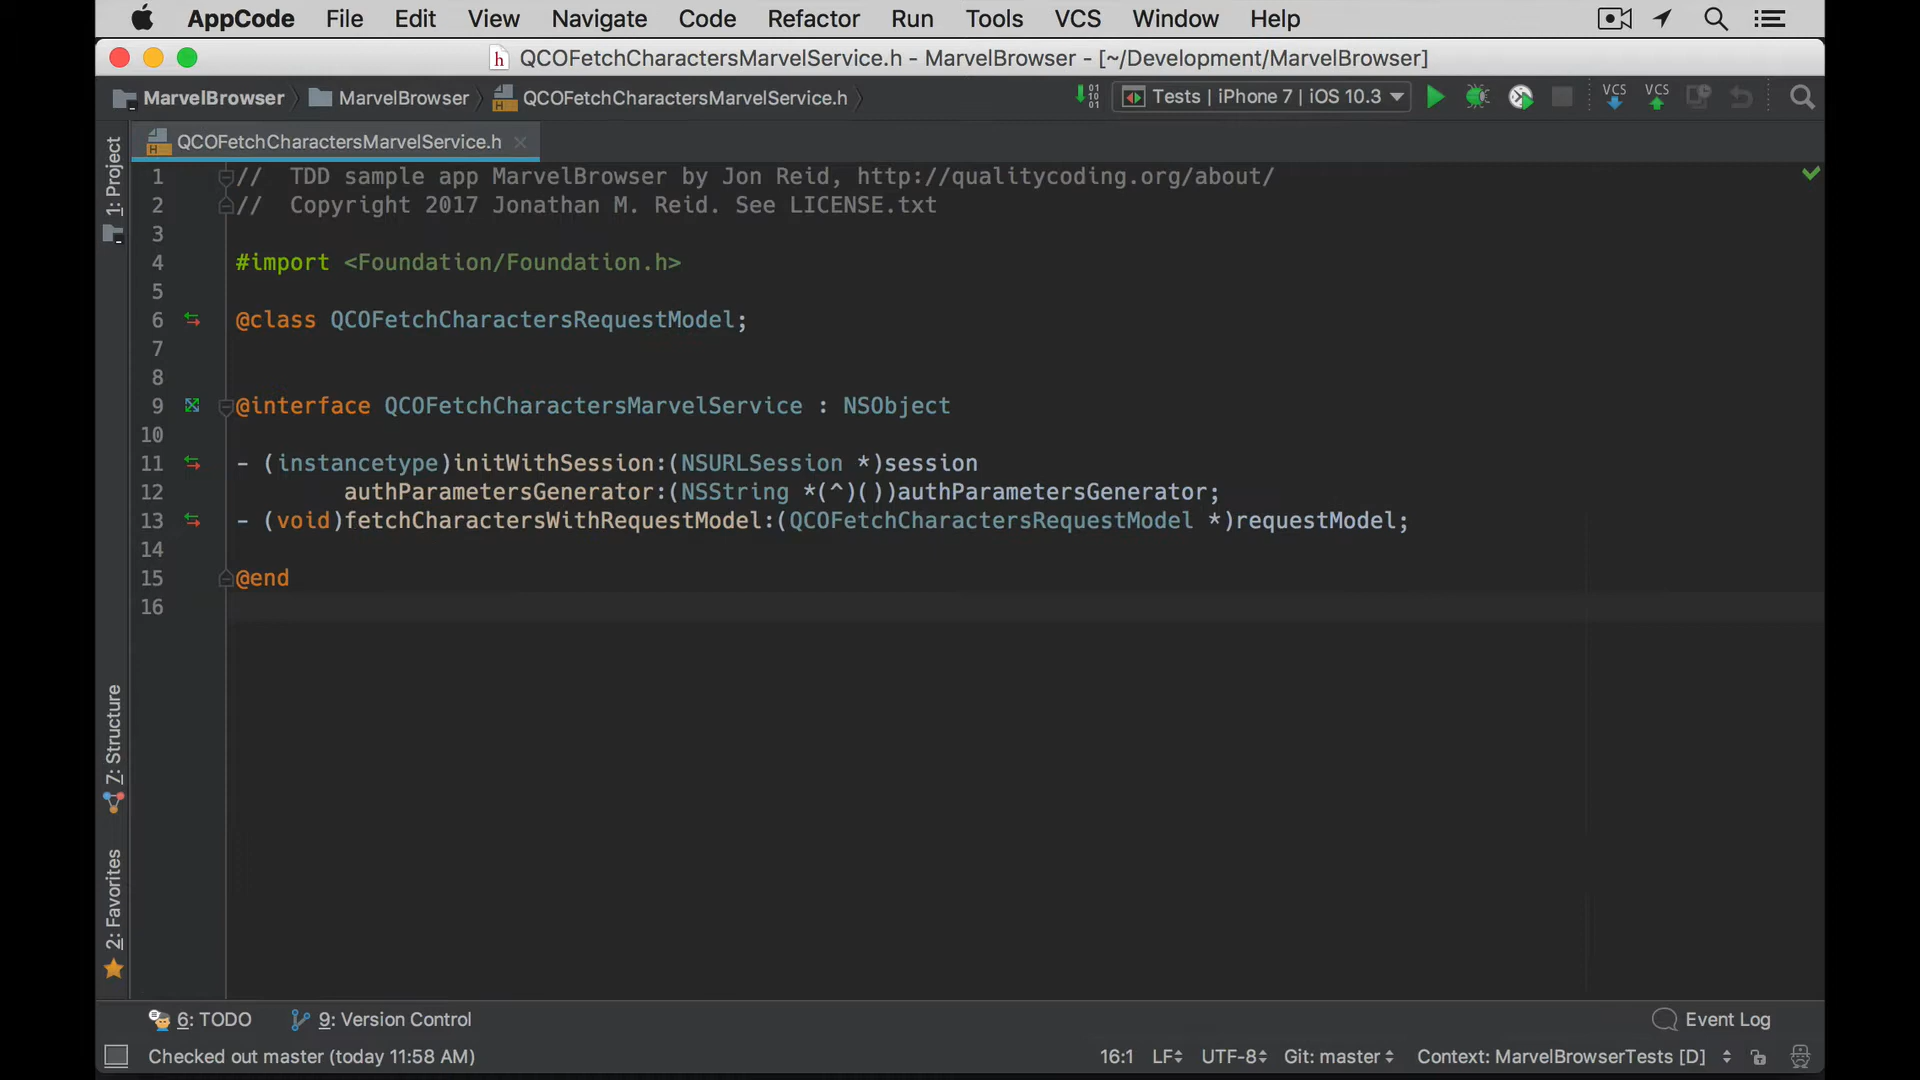 AppCode File Edit View Navigate Code Refactor Run Tools VCS Window Help
h QCOFetchCharactersMarvelService.h - MarvelBrowser - [~/Development/MarvelBrowser]
MarvelBrowser MarvelBrowser QCOFetchCharactersMarvelService.h Tests | iPhone 7 | iOS 10.3 VCS VCS
QCOFetchCharactersMarvelService.h
1: Project
7: Structure
2: Favorites
1 // TDD sample app MarvelBrowser by Jon Reid, http://qualitycoding.org/about/
2 // Copyright 2017 Jonathan M. Reid. See LICENSE.txt
3
4 #import <Foundation/Foundation.h>
5
6 @class QCOFetchCharactersRequestModel;
7
8
9 @interface QCOFetchCharactersMarvelService : NSObject
10
11 - (instancetype)initWithSession:(NSURLSession *)session
12 authParametersGenerator:(NSString *(^)())authParametersGenerator;
13 - (void)fetchCharactersWithRequestModel:(QCOFetchCharactersRequestModel *)requestModel;
14
15 @end
16
6: TODO 9: Version Control Event Log
Checked out master (today 11:58 AM) 16:1 LF UTF-8 Git: master Context: MarvelBrowserTests [D]